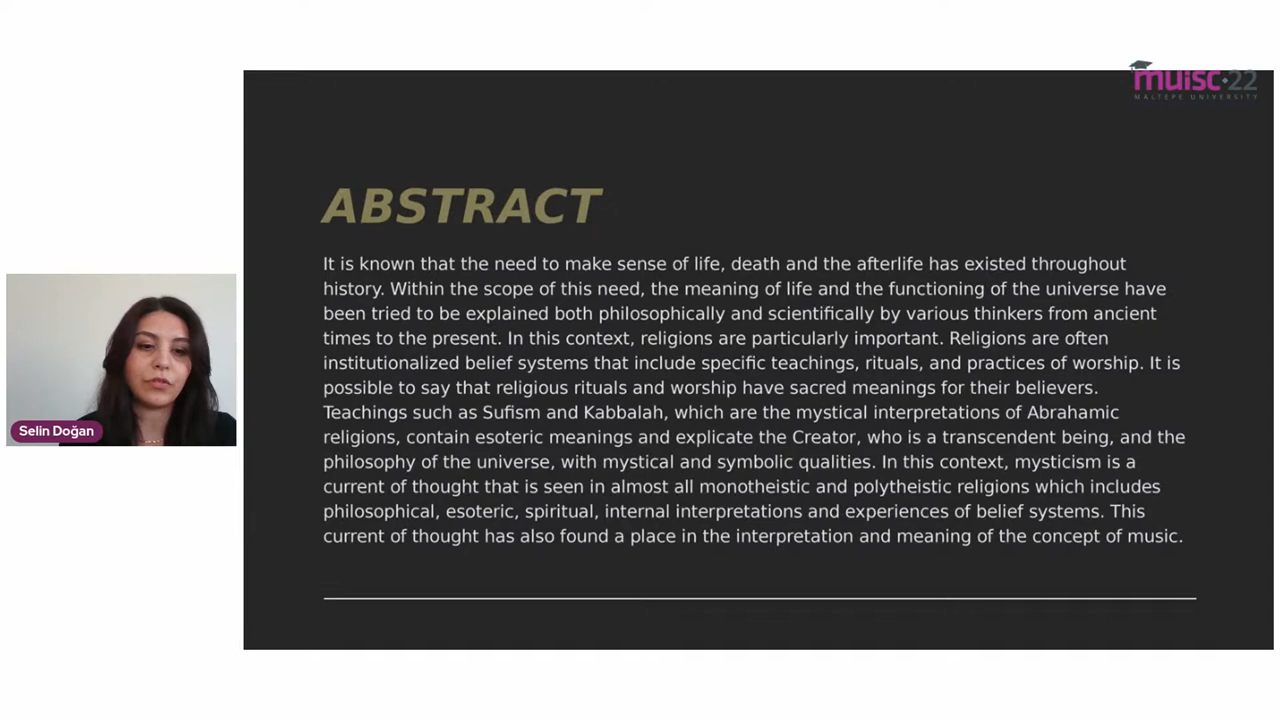 muisc·22
MALTEPE UNIVERSITY
ABSTRACT
It is known that the need to make sense of life, death and the afterlife has existed throughout
history. Within the scope of this need, the meaning of life and the functioning of the universe have
been tried to be explained both philosophically and scientifically by various thinkers from ancient
times to the present. In this context, religions are particularly important. Religions are often
institutionalized belief systems that include specific teachings, rituals, and practices of worship. It is
possible to say that religious rituals and worship have sacred meanings for their believers.
Teachings such as Sufism and Kabbalah, which are the mystical interpretations of Abrahamic
religions, contain esoteric meanings and explicate the Creator, who is a transcendent being, and the
philosophy of the universe, with mystical and symbolic qualities. In this context, mysticism is a
current of thought that is seen in almost all monotheistic and polytheistic religions which includes
philosophical, esoteric, spiritual, internal interpretations and experiences of belief systems. This
current of thought has also found a place in the interpretation and meaning of the concept of music.
Selin Doğan